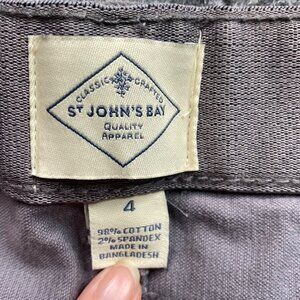 CLASSIC CRAFTED
ST JOHN'S BAY
QUALITY
APPAREL
4
98% COTTON
2% SPANDEX
MADE IN
BANGLADESH